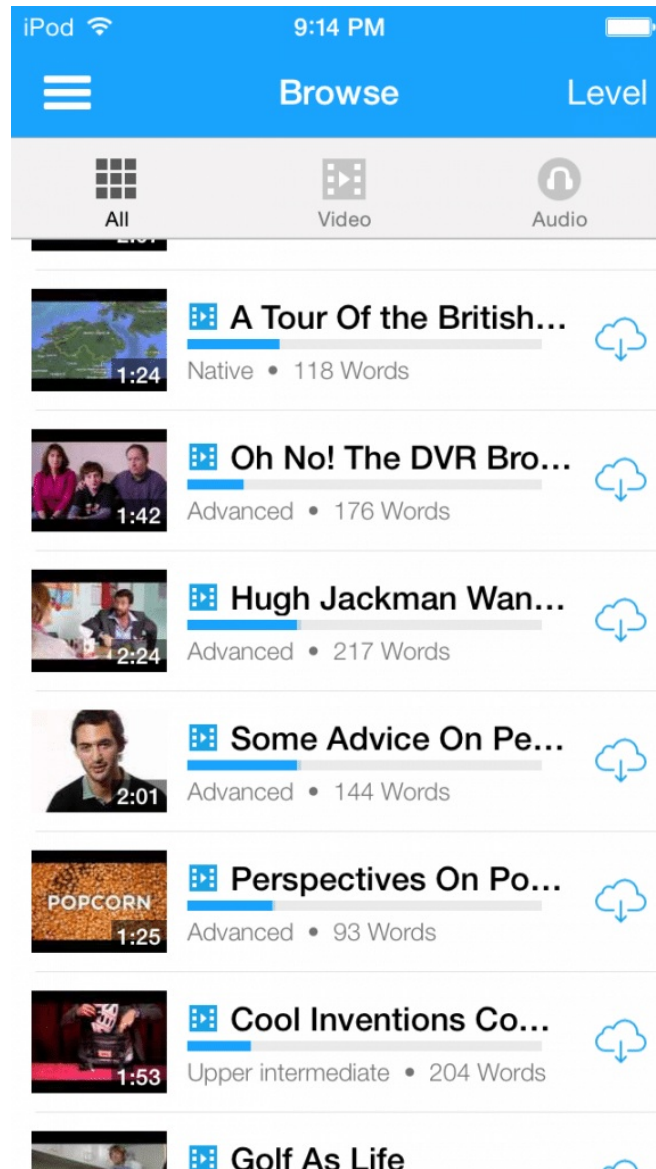 iPod 9:14 PM
Browse Level
All Video Audio
A Tour Of the British...
1:24 Native • 118 Words
Oh No! The DVR Bro...
1:42 Advanced • 176 Words
Hugh Jackman Wan...
2:24 Advanced • 217 Words
Some Advice On Pe...
2:01 Advanced • 144 Words
Perspectives On Po...
POPCORN
1:25 Advanced • 93 Words
Cool Inventions Co...
1:53 Upper intermediate • 204 Words
Golf As Life